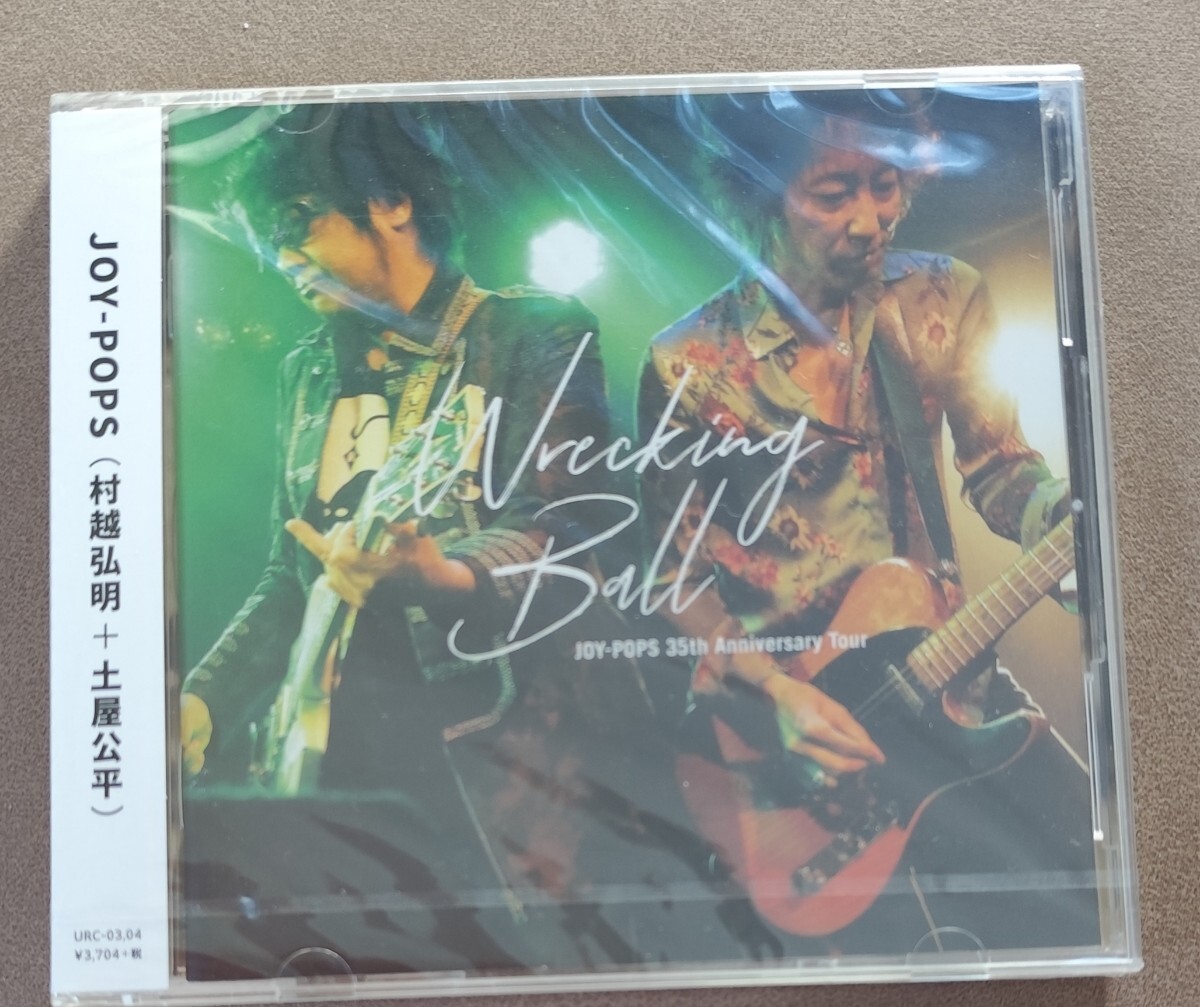 JOY-POPS（村越弘明＋土屋公平）
URC-03,04
¥3,704+税
Wrecking
Ball
JOY-POPS 35th Anniversary Tour